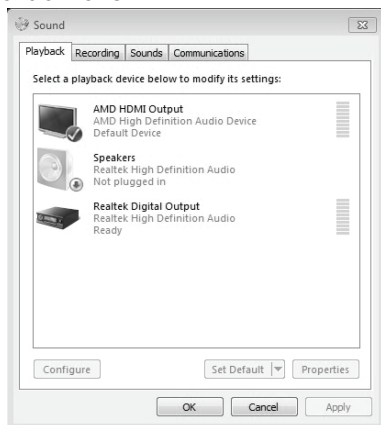 Sound
Playback Recording Sounds Communications
Select a playback device below to modify its settings:
AMD HDMI Output
AMD High Definition Audio Device
Default Device
Speakers
Realtek High Definition Audio
Not plugged in
Realtek Digital Output
Realtek High Definition Audio
Ready
Configure Set Default Properties
OK Cancel Apply